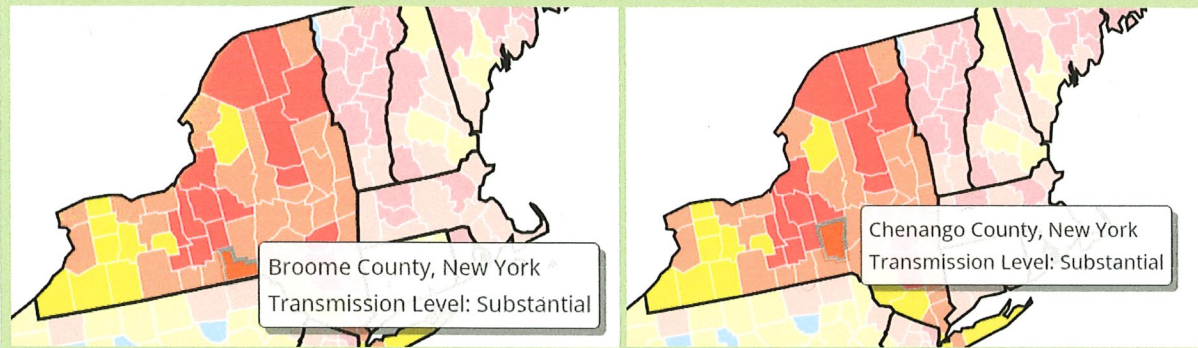 Broome County, New York
Transmission Level: Substantial
Chenango County, New York
Transmission Level: Substantial